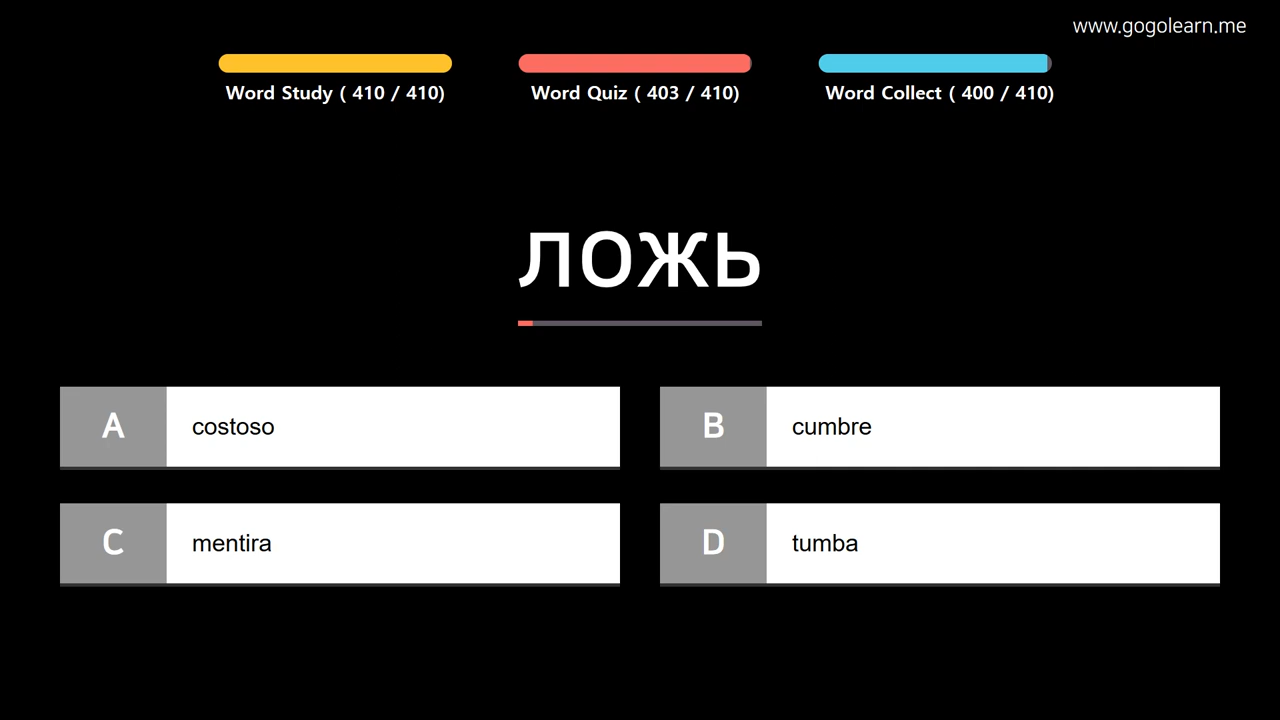 www.gogolearn.me
Word Study ( 410 / 410)
Word Quiz ( 403 / 410)
Word Collect ( 400 / 410)
ЛОЖЬ
A costoso
B cumbre
C mentira
D tumba